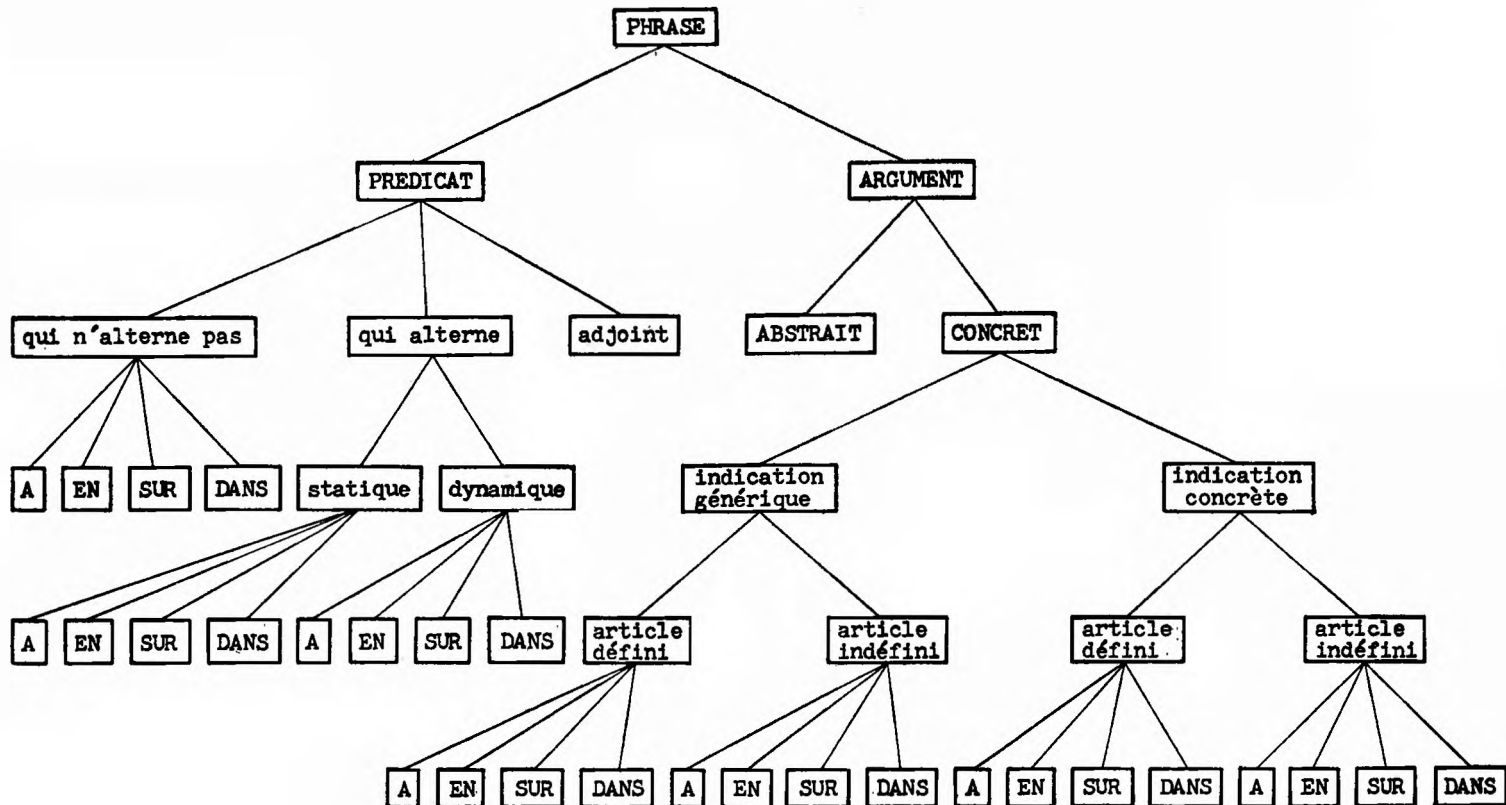 PHRASE
PREDICAT
ARGUMENT
qui n'alterne pas
qui alterne
adjoint
ABSTRAIT
CONCRET
A
EN
SUR
DANS
statique
dynamique
indication
générique
indication
concrète
A
EN
SUR
DANS
A
EN
SUR
DANS
article
défini
article
indéfini
article
défini
article
indéfini
A
EN
SUR
DANS
A
EN
SUR
DANS
A
EN
SUR
DANS
A
EN
SUR
DANS